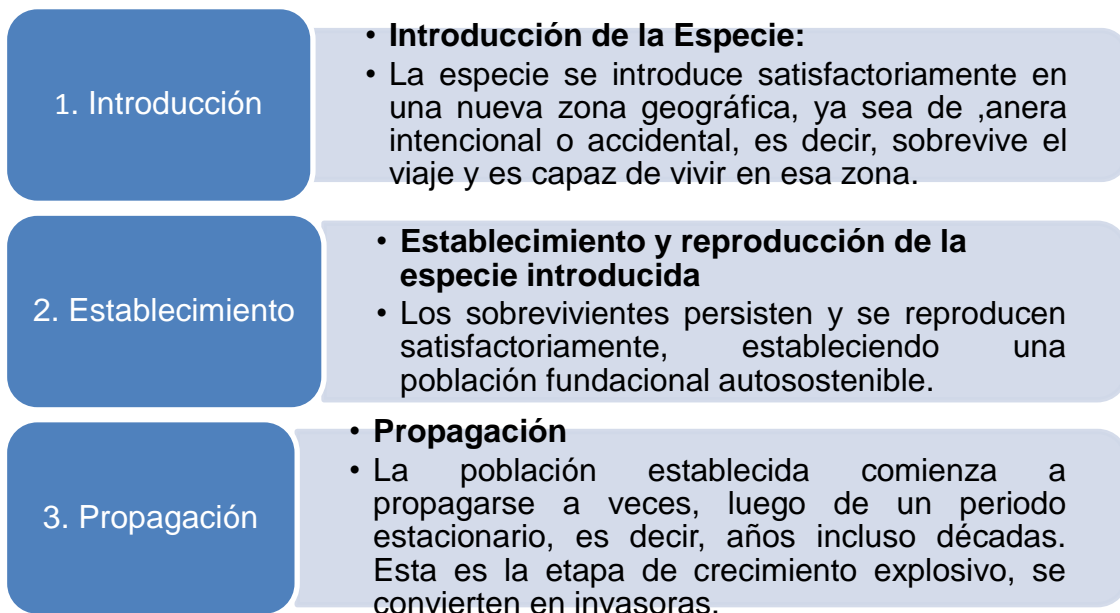 1. Introducción
• Introducción de la Especie:
• La especie se introduce satisfactoriamente en
una nueva zona geográfica, ya sea de ,anera
intencional o accidental, es decir, sobrevive el
viaje y es capaz de vivir en esa zona.
2. Establecimiento
• Establecimiento y reproducción de la
especie introducida
• Los sobrevivientes persisten y se reproducen
satisfactoriamente, estableciendo una
población fundacional autosostenible.
3. Propagación
• Propagación
• La población establecida comienza a
propagarse a veces, luego de un periodo
estacionario, es decir, años incluso décadas.
Esta es la etapa de crecimiento explosivo, se
convierten en invasoras.